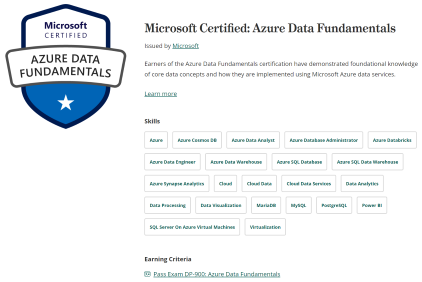 Microsoft
CERTIFIED
AZURE DATA
FUNDAMENTALS
Microsoft Certified: Azure Data Fundamentals
Issued by Microsoft
Earners of the Azure Data Fundamentals certification have demonstrated foundational knowledge
of core data concepts and how they are implemented using Microsoft Azure data services.
Learn more
Skills
Azure Azure Cosmos DB Azure Data Analyst Azure Database Administrator Azure Databricks
Azure Data Engineer Azure Data Warehouse Azure SQL Database Azure SQL Data Warehouse
Azure Synapse Analytics Cloud Cloud Data Cloud Data Services Data Analytics
Data Processing Data Visualization MariaDB MySQL PostgreSQL Power BI
SQL Server On Azure Virtual Machines Virtualization
Earning Criteria
Pass Exam DP-900: Azure Data Fundamentals